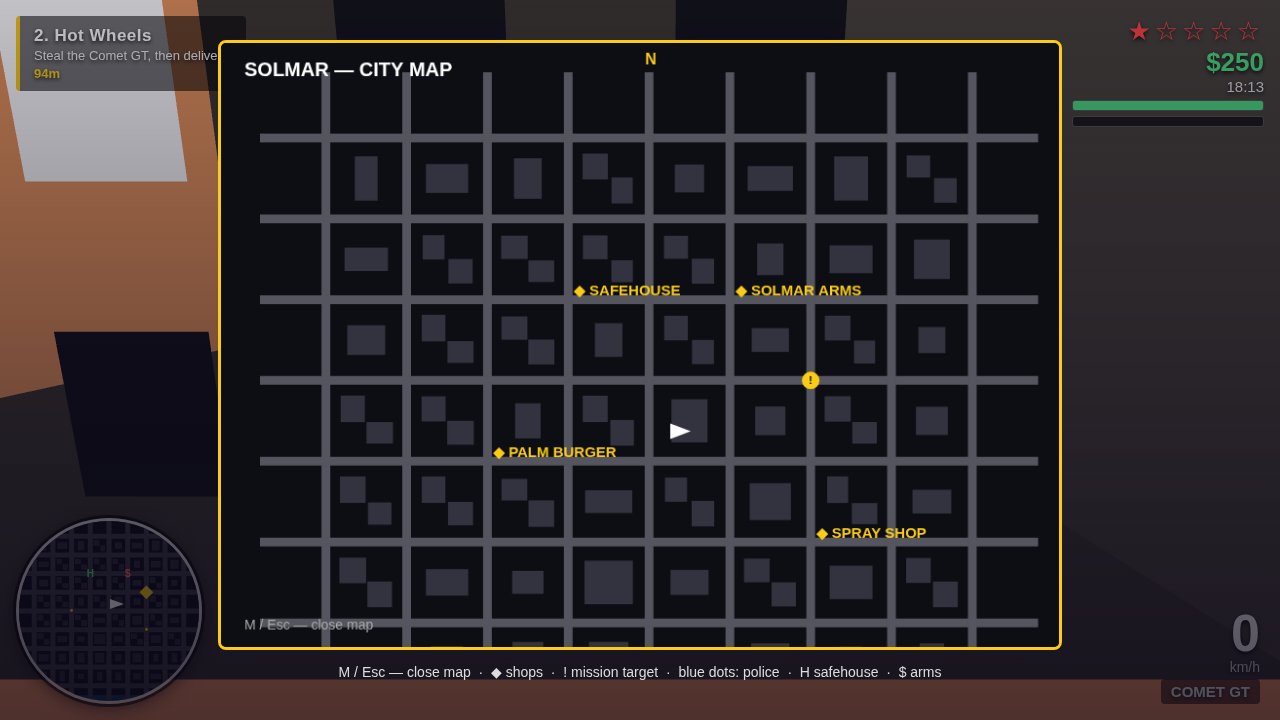 2. Hot Wheels
Steal the Comet GT, then delive
94m
SOLMAR — CITY MAP
N
★☆☆☆☆
$250
18:13
◆ SAFEHOUSE
◆ SOLMAR ARMS
!
◆ PALM BURGER
◆ SPRAY SHOP
H
$
M / Esc — close map
0
km/h
COMET GT
M / Esc — close map · ◆ shops · ! mission target · blue dots: police · H safehouse · $ arms